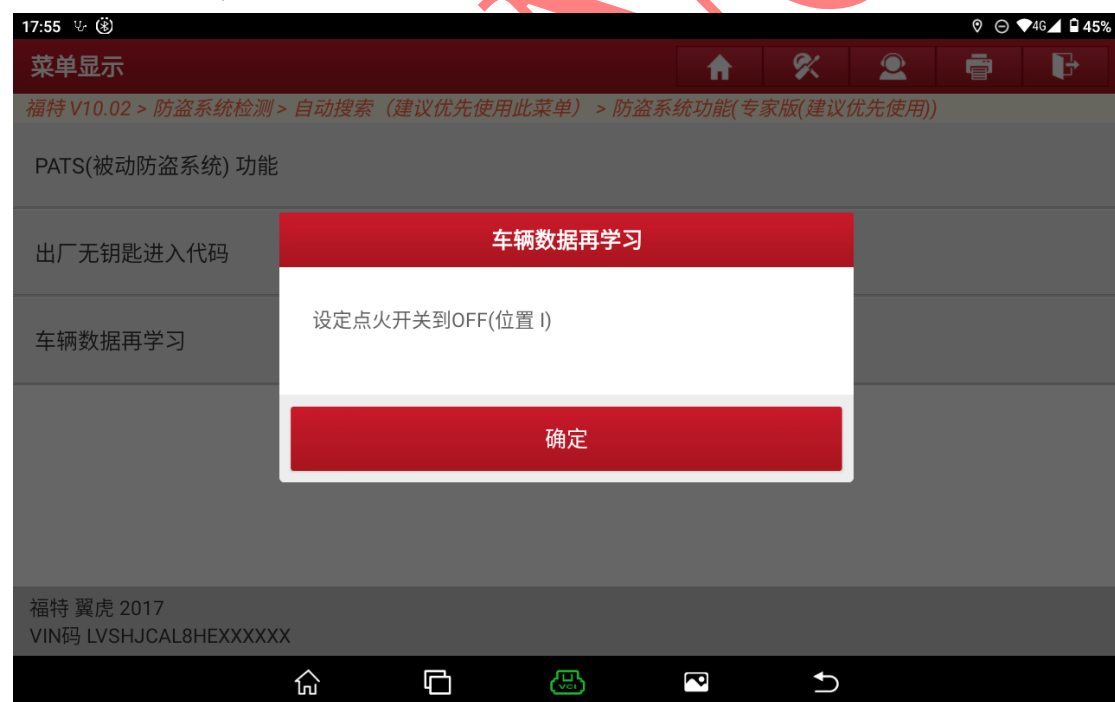 17:55
4G 45%
菜单显示
福特 V10.02 > 防盗系统检测 > 自动搜索（建议优先使用此菜单） > 防盗系统功能(专家版(建议优先使用))
PATS(被动防盗系统) 功能
出厂无钥匙进入代码
车辆数据再学习
车辆数据再学习
设定点火开关到OFF(位置 I)
确定
福特 翼虎 2017
VIN码 LVSHJCAL8HEXXXXXX
VCI